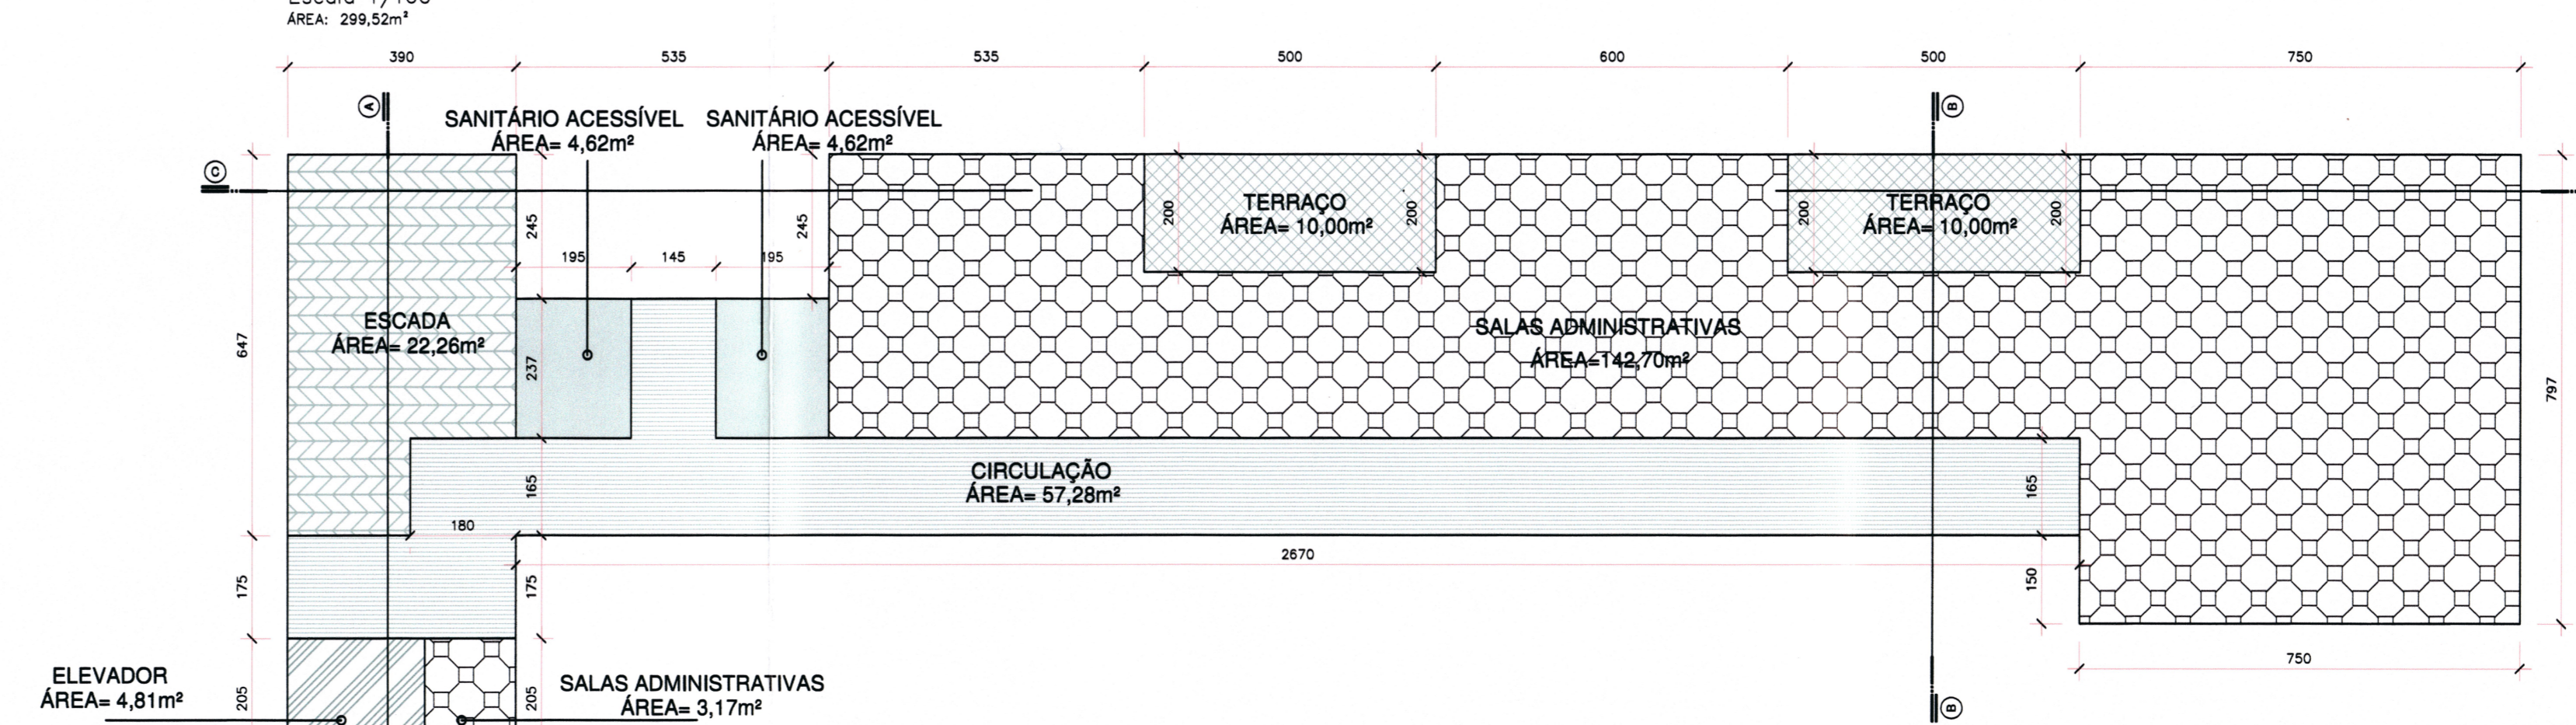 ÁREA: 299,52m²
390 535 535 500 600 500 750
A B
SANITÁRIO ACESSÍVEL SANITÁRIO ACESSÍVEL
ÁREA= 4,62m² ÁREA= 4,62m²
C
TERRAÇO TERRAÇO
ÁREA= 10,00m² ÁREA= 10,00m²
245 245 200 200 200 200
195 145 195
ESCADA
ÁREA= 22,26m²
SALAS ADMINISTRATIVAS
ÁREA=142,70m²
647 237 797
CIRCULAÇÃO
ÁREA= 57,28m²
165 165
180
2670
175 175 150
750
ELEVADOR
ÁREA= 4,81m²
SALAS ADMINISTRATIVAS
ÁREA= 3,17m²
205 205
B